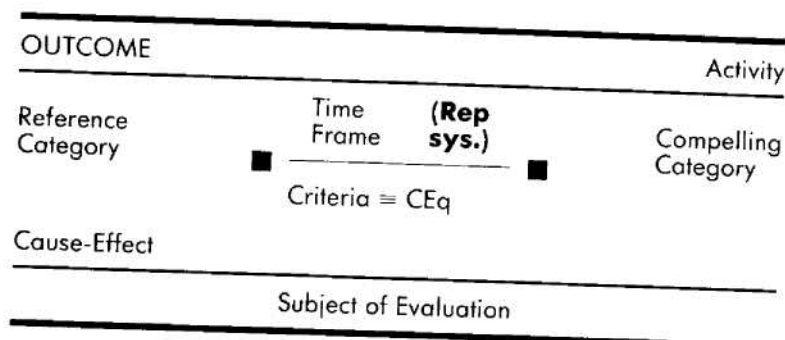 OUTCOME Activity
Reference Category Time Frame (Rep sys.) Compelling Category
Criteria ≡ CEq
Cause-Effect
Subject of Evaluation